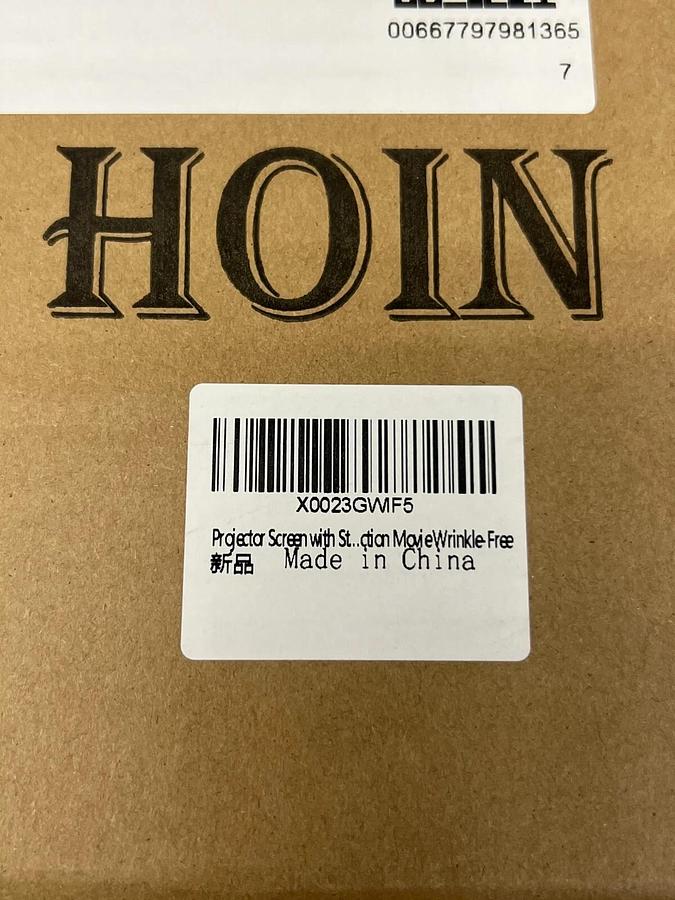 00667797981365
7
HOIN
X0023GWIF5
Projector Screen with St...ction Movie Wrinkle-Free
新品 Made in China